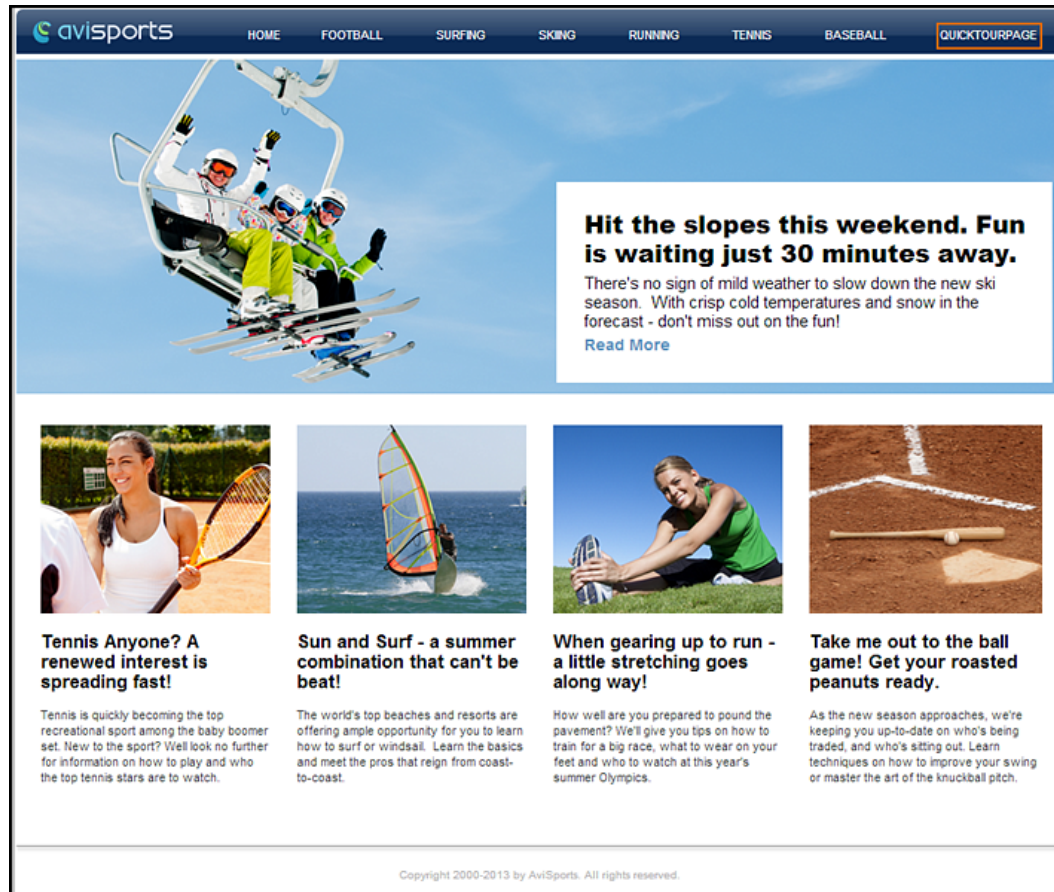 avisports
HOME FOOTBALL SURFING SKIING RUNNING TENNIS BASEBALL QUICKTOURPAGE
Hit the slopes this weekend. Fun
is waiting just 30 minutes away.
There's no sign of mild weather to slow down the new ski
season.  With crisp cold temperatures and snow in the
forecast - don't miss out on the fun!
Read More
Tennis Anyone? A
renewed interest is
spreading fast!
Tennis is quickly becoming the top
recreational sport among the baby boomer
set. New to the sport? Well look no further
for information on how to play and who
the top tennis stars are to watch.
Sun and Surf - a summer
combination that can't be
beat!
The world's top beaches and resorts are
offering ample opportunity for you to learn
how to surf or windsail.  Learn the basics
and meet the pros that reign from coast-
to-coast.
When gearing up to run -
a little stretching goes
along way!
How well are you prepared to pound the
pavement? We'll give you tips on how to
train for a big race, what to wear on your
feet and who to watch at this year's
summer Olympics.
Take me out to the ball
game! Get your roasted
peanuts ready.
As the new season approaches, we're
keeping you up-to-date on who's being
traded, and who's sitting out. Learn
techniques on how to improve your swing
or master the art of the knuckball pitch.
Copyright 2000-2013 by AviSports. All rights reserved.